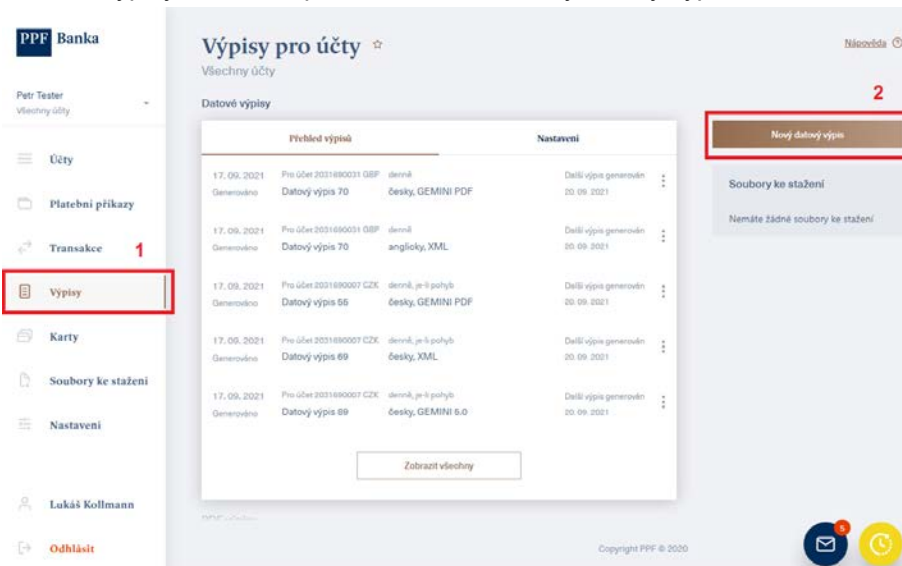 PPF Banka
Petr Tester
Všechny účty
Účty
Platební příkazy
Transakce
1
Výpisy
Karty
Soubory ke stažení
Nastavení
Lukáš Kollmann
Odhlásit
Výpisy pro účty
Všechny účty
Nápověda
Datové výpisy
Přehled výpisů
Nastavení
17. 09. 2021 Pro účet 2031690031 GBP denně Další výpis generován
Generováno Datový výpis 70 česky, GEMINI PDF 20. 09. 2021
17. 09. 2021 Pro účet 2031690031 GBP denně Další výpis generován
Generováno Datový výpis 70 anglicky, XML 20. 09. 2021
17. 09. 2021 Pro účet 2031690007 CZK denně, je-li pohyb Další výpis generován
Generováno Datový výpis 55 česky, GEMINI PDF 20. 09. 2021
17. 09. 2021 Pro účet 2031690007 CZK denně, je-li pohyb Další výpis generován
Generováno Datový výpis 69 česky, XML 20. 09. 2021
17. 09. 2021 Pro účet 2031690007 CZK denně, je-li pohyb Další výpis generován
Generováno Datový výpis 69 česky, GEMINI 5.0 20. 09. 2021
Zobrazit všechny
2
Nový datový výpis
Soubory ke stažení
Nemáte žádné soubory ke stažení
Copyright PPF © 2020
5